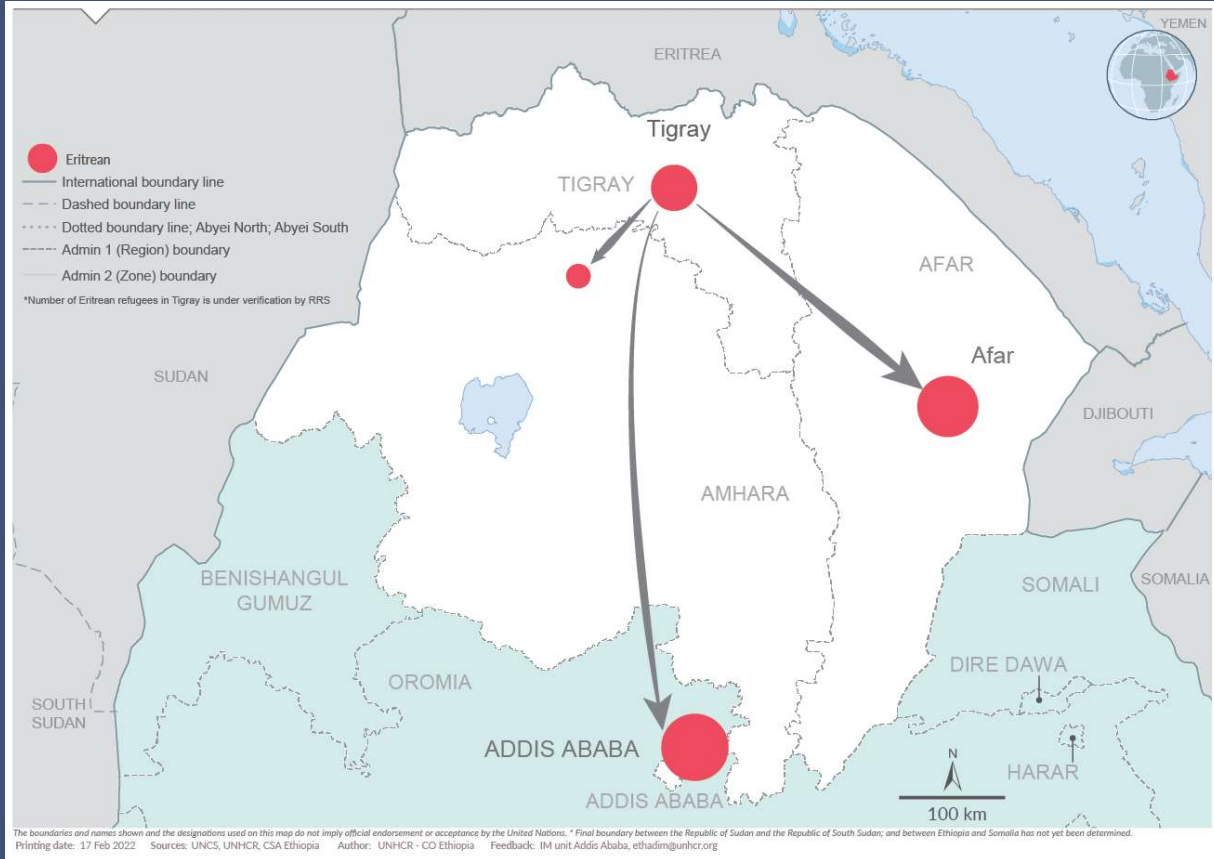 YEMEN
ERITREA
Tigray
Eritrean
International boundary line
Dashed boundary line
Dotted boundary line; Abyei North; Abyei South
Admin 1 (Region) boundary
Admin 2 (Zone) boundary
*Number of Eritrean refugees in Tigray is under verification by RRS
TIGRAY
AFAR
Afar
SUDAN
DJIBOUTI
AMHARA
BENISHANGUL
GUMUZ
SOMALI
SOMALIA
DIRE DAWA
OROMIA
SOUTH
SUDAN
ADDIS ABABA
N
HARAR
ADDIS ABABA
100 km
The boundaries and names shown and the designations used on this map do not imply official endorsement or acceptance by the United Nations. * Final boundary between the Republic of Sudan and the Republic of South Sudan; and between Ethiopia and Somalia has not yet been determined.
Printing date: 17 Feb 2022 Sources: UNCS, UNHCR, CSA Ethiopia Author: UNHCR - CO Ethiopia Feedback: IM unit Addis Ababa, ethadim@unhcr.org